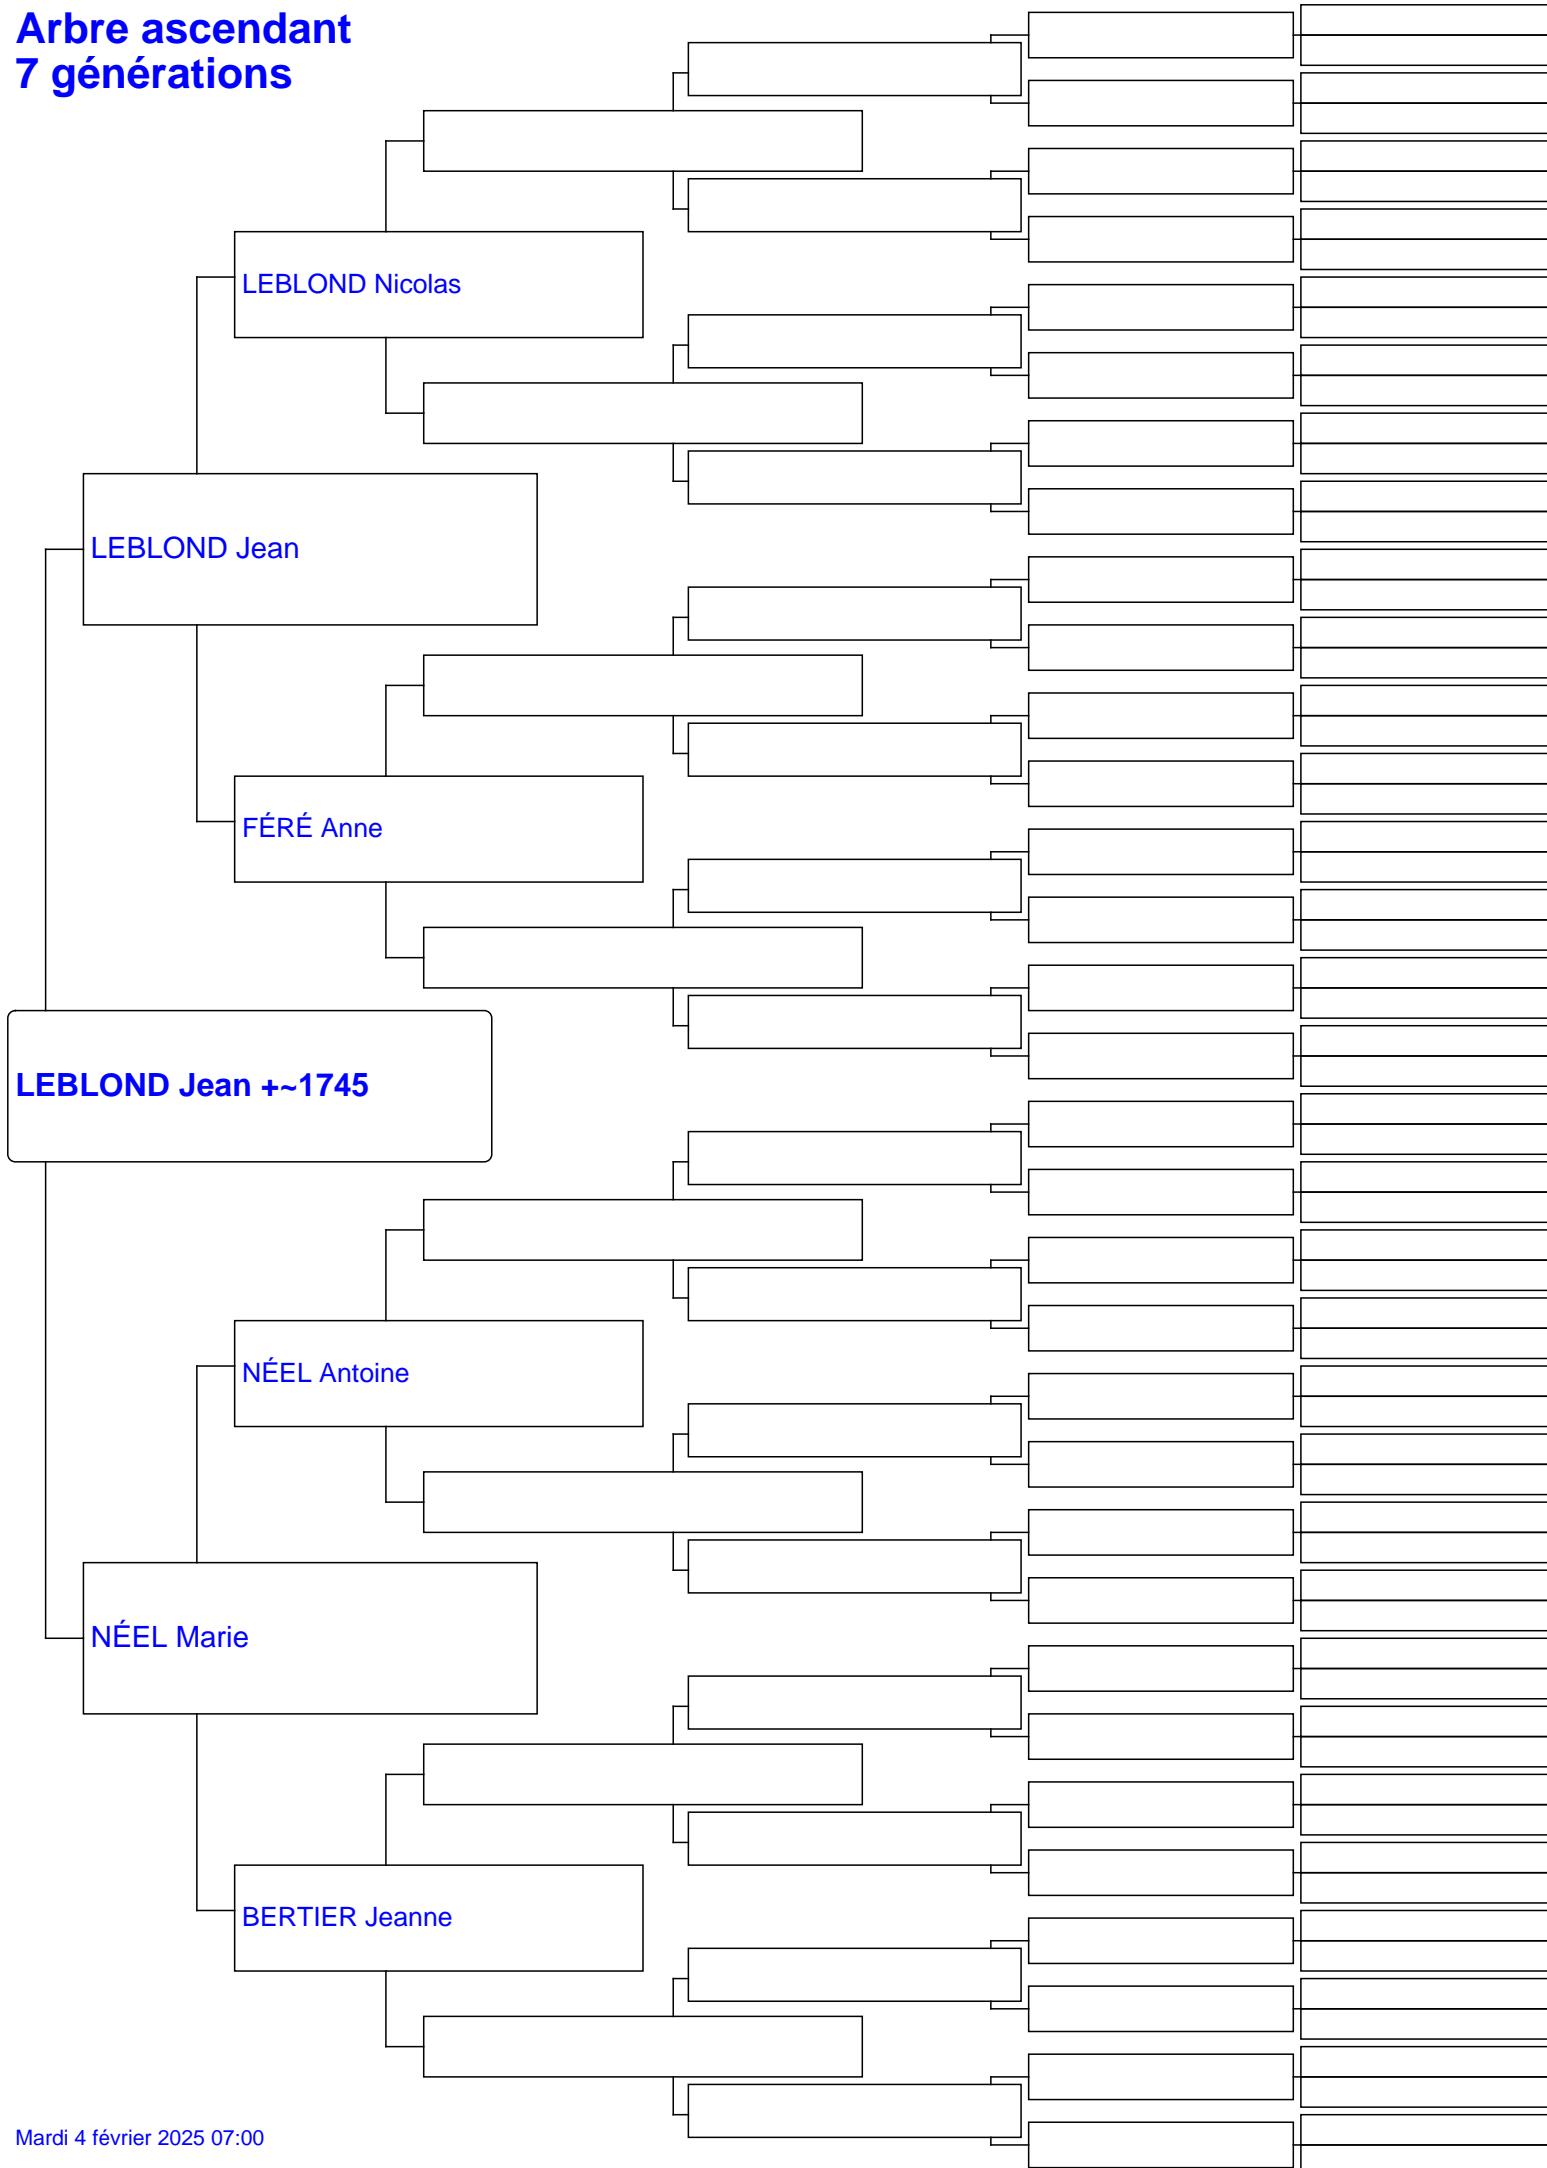 Arbre ascendant
7 générations
LEBLOND Nicolas
LEBLOND Jean
FÉRÉ Anne
LEBLOND Jean +~1745
NÉEL Antoine
NÉEL Marie
BERTIER Jeanne
Mardi 4 février 2025 07:00